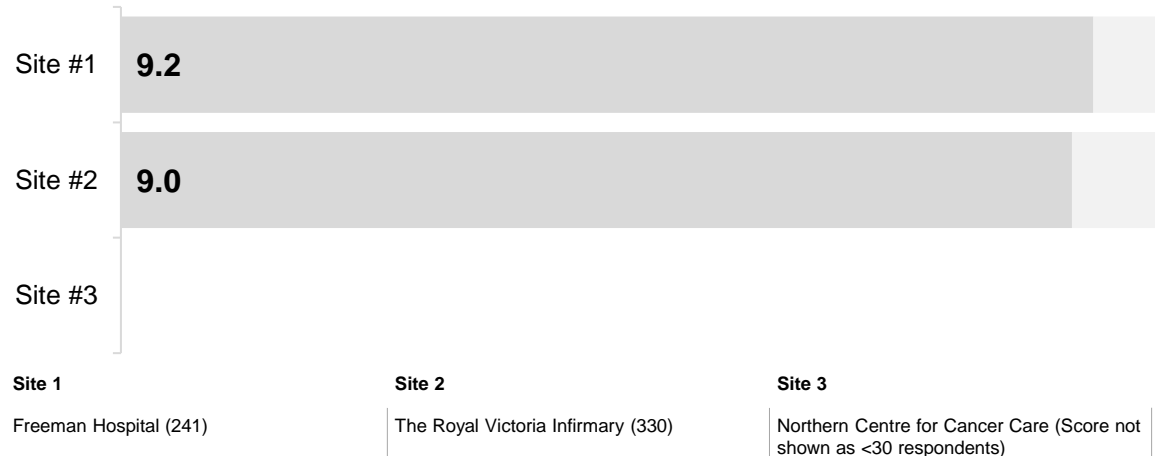 Site #1
9.2
Site #2
9.0
Site #3
Site 1
Site 2
Site 3
Freeman Hospital (241)
The Royal Victoria Infirmary (330)
Northern Centre for Cancer Care (Score not
shown as <30 respondents)